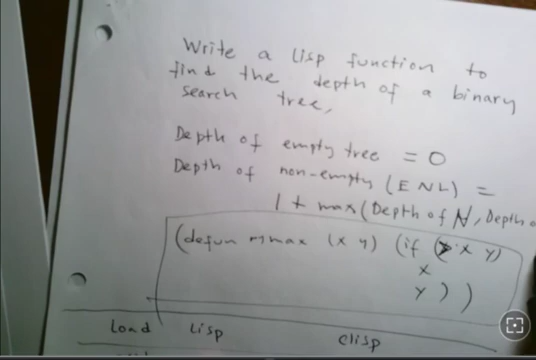 Write a lisp function to
find the depth of a binary
search tree,
Depth of empty tree = 0
Depth of non-empty (E N L) =
1 + max (Depth of N, Depth
(defun mmax (x y) (if (> x y)
x
y ) )
Load Lisp clisp